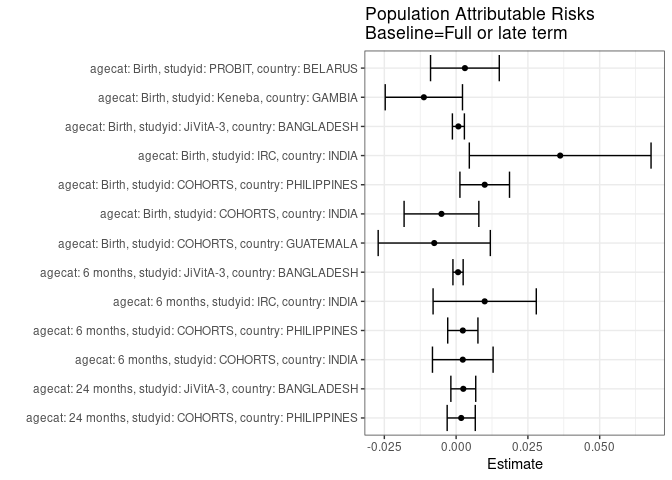 Population Attributable Risks
Baseline=Full or late term
agecat: Birth, studyid: PROBIT, country: BELARUS
agecat: Birth, studyid: Keneba, country: GAMBIA
agecat: Birth, studyid: JiVitA-3, country: BANGLADESH
agecat: Birth, studyid: IRC, country: INDIA
agecat: Birth, studyid: COHORTS, country: PHILIPPINES
agecat: Birth, studyid: COHORTS, country: INDIA
agecat: Birth, studyid: COHORTS, country: GUATEMALA
agecat: 6 months, studyid: JiVitA-3, country: BANGLADESH
agecat: 6 months, studyid: IRC, country: INDIA
agecat: 6 months, studyid: COHORTS, country: PHILIPPINES
agecat: 6 months, studyid: COHORTS, country: INDIA
agecat: 24 months, studyid: JiVitA-3, country: BANGLADESH
agecat: 24 months, studyid: COHORTS, country: PHILIPPINES
-0.025 0.000 0.025 0.050
Estimate